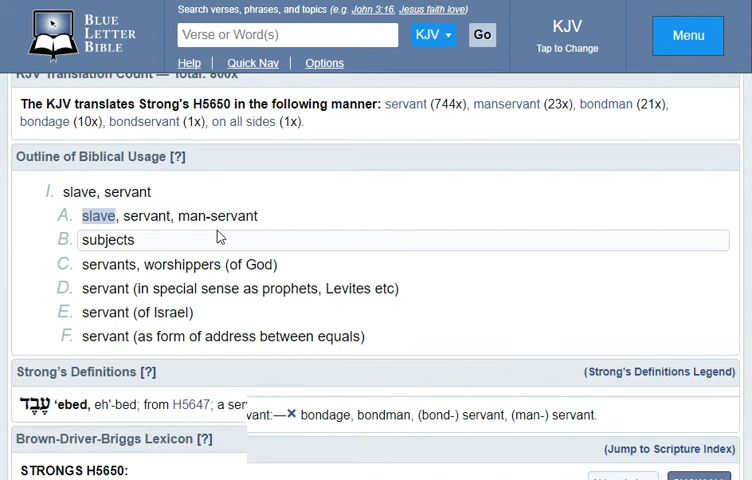 BLUE
LETTER
BIBLE
Search verses, phrases, and topics (e.g. John 3:16, Jesus faith love)
Verse or Word(s)
KJV
Go
Help
Quick Nav
Options
KJV
Tap to Change
Menu
KJV Translation Count — Total: 800x
The KJV translates Strong's H5650 in the following manner: servant (744x), manservant (23x), bondman (21x),
bondage (10x), bondservant (1x), on all sides (1x).
Outline of Biblical Usage [?]
I. slave, servant
A. slave, servant, man-servant
B. subjects
C. servants, worshippers (of God)
D. servant (in special sense as prophets, Levites etc)
E. servant (of Israel)
F. servant (as form of address between equals)
Strong's Definitions [?]
(Strong's Definitions Legend)
עֶבֶד ʻebed, eh'-bed; from H5647; a
:—× bondage, bondman, (bond-) servant, (man-) servant.
Brown-Driver-Briggs Lexicon [?]
(Jump to Scripture Index)
STRONGS H5650: